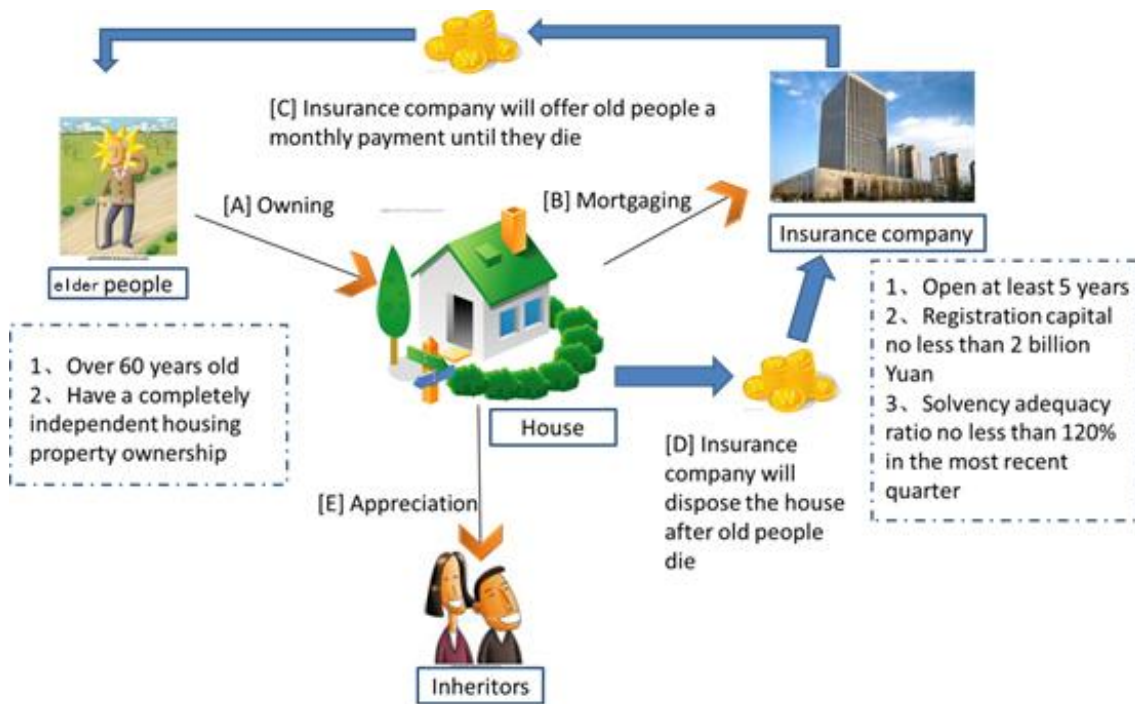 [C] Insurance company will offer old people a
monthly payment until they die
[A] Owning
[B] Mortgaging
elder people
Insurance company
1、Over 60 years old
2、Have a completely
independent housing
property ownership
House
1、Open at least 5 years
2、Registration capital
no less than 2 billion
Yuan
3、Solvency adequacy
ratio no less than 120%
in the most recent
quarter
[D] Insurance
company will
dispose the house
after old people
die
[E] Appreciation
Inheritors